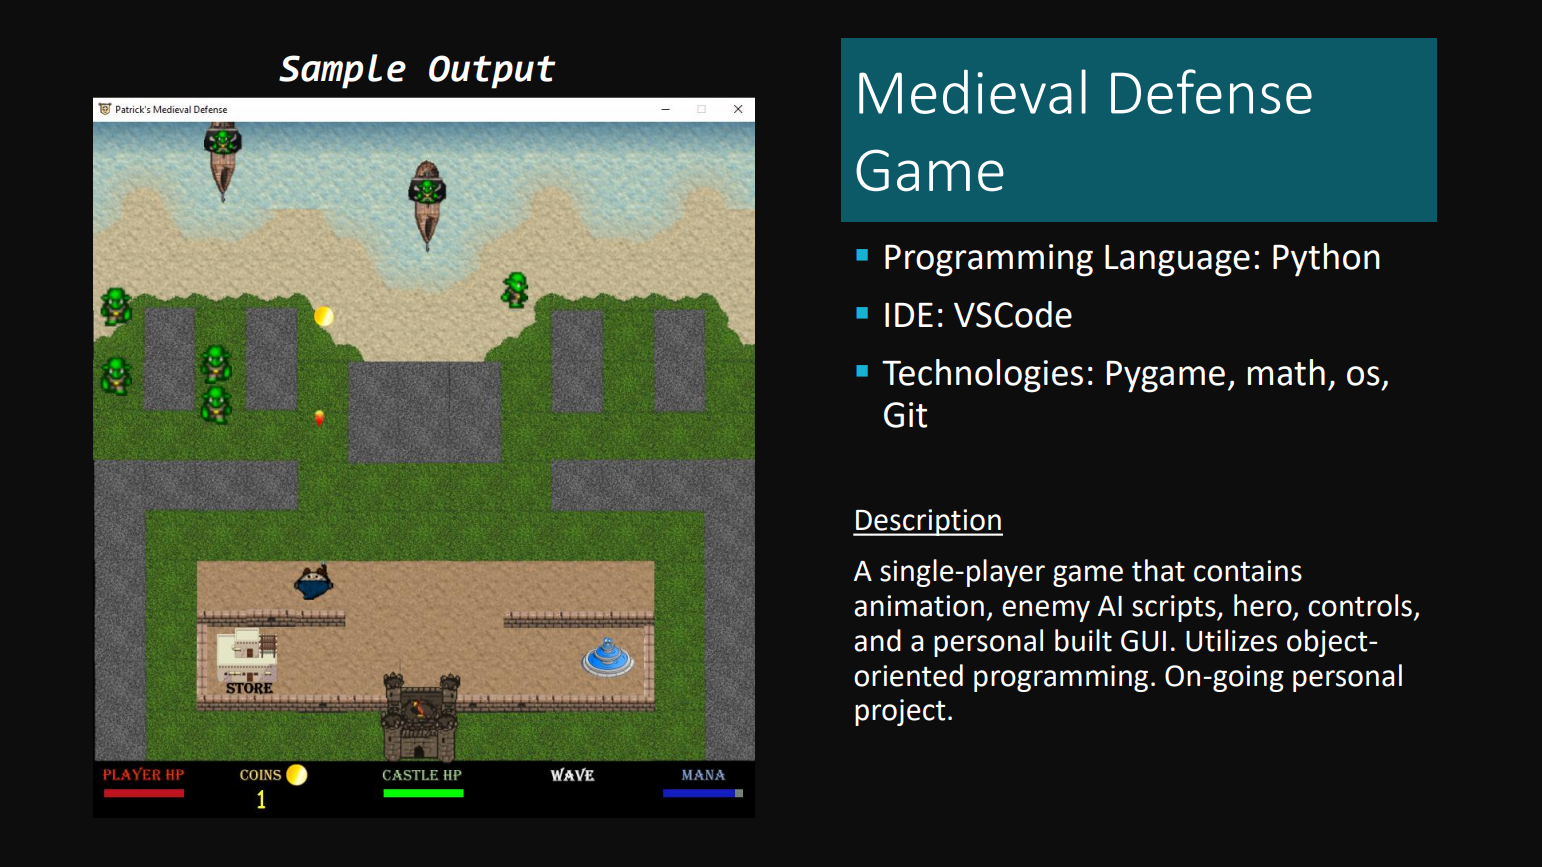 Sample Output
Patrick's Medieval Defense
STORE
PLAYER HP
COINS
CASTLE HP
WAVE
MANA
1
Medieval Defense
Game
Programming Language: Python
IDE: VSCode
Technologies: Pygame, math, os,
Git
Description
A single-player game that contains
animation, enemy AI scripts, hero, controls,
and a personal built GUI. Utilizes object-
oriented programming. On-going personal
project.